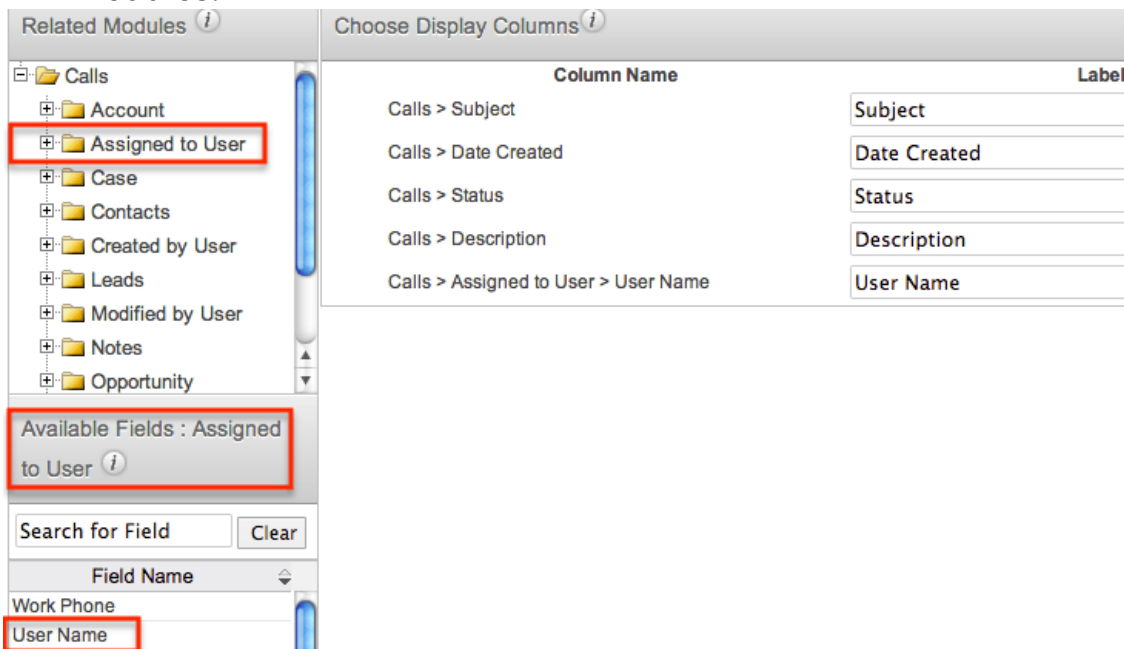 Related Modules i
Choose Display Columns i
Calls
Account
Assigned to User
Case
Contacts
Created by User
Leads
Modified by User
Notes
Opportunity
Available Fields : Assigned
to User i
Search for Field Clear
Field Name
Work Phone
User Name
Column Name Label
Calls > Subject Subject
Calls > Date Created Date Created
Calls > Status Status
Calls > Description Description
Calls > Assigned to User > User Name User Name